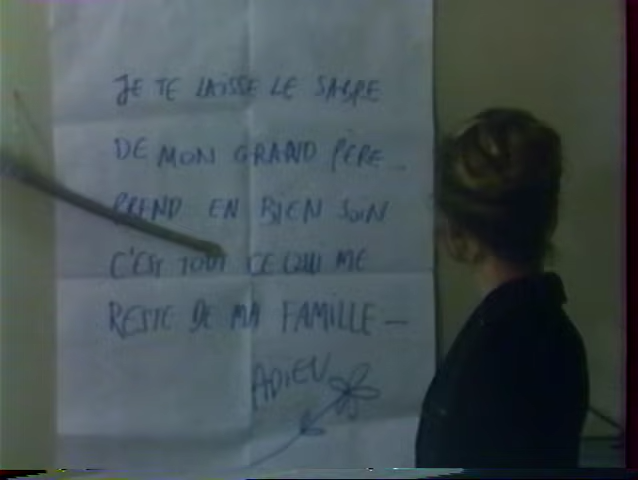 JE TE LAISSE LE SABRE
DE MON GRAND PÈRE...
PREND EN BIEN SOIN
C'EST TOUT CE QUI ME
RESTE DE MA FAMILLE —
ADIEU